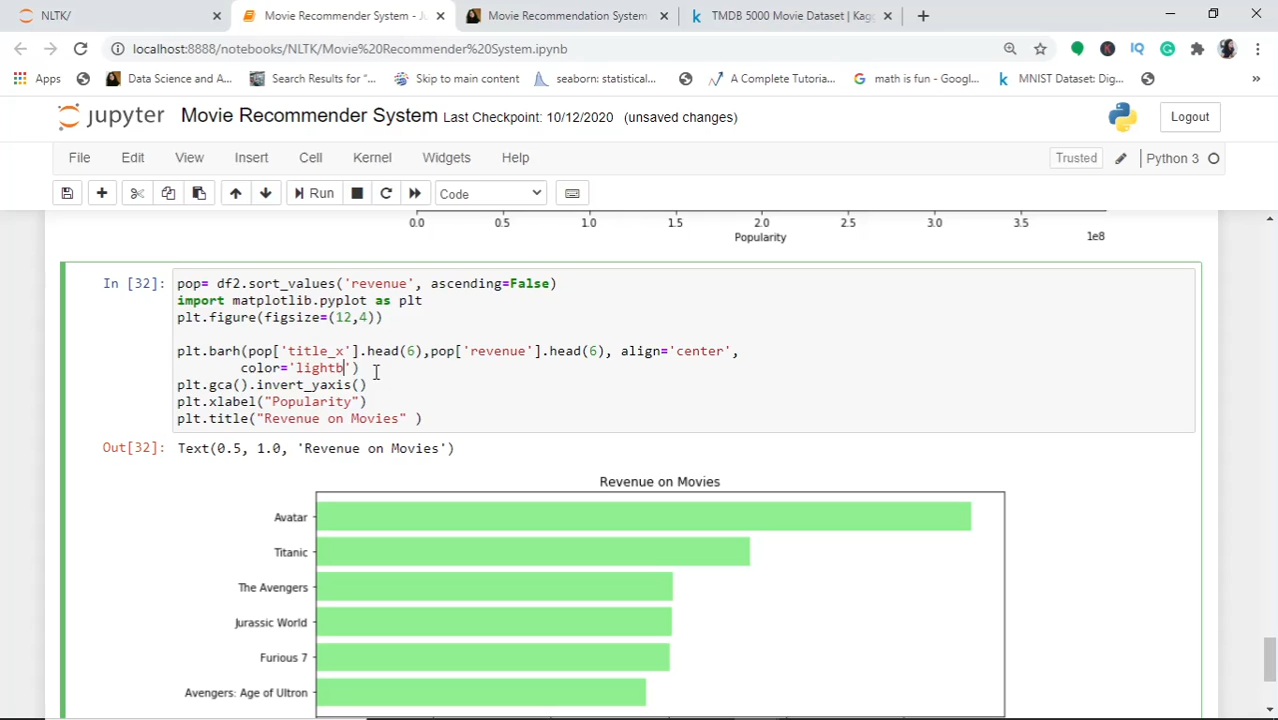 NLTK/
Movie Recommender System - Ju
Movie Recommendation System
TMDB 5000 Movie Dataset | Kagg
localhost:8888/notebooks/NLTK/Movie%20Recommender%20System.ipynb
Apps
Data Science and A...
Search Results for "...
Skip to main content
seaborn: statistical...
A Complete Tutoria...
math is fun - Googl...
MNIST Dataset: Dig...
»
jupyter
Movie Recommender System Last Checkpoint: 10/12/2020 (unsaved changes)
Logout
File
Edit
View
Insert
Cell
Kernel
Widgets
Help
Trusted
Python 3
Run
Code
0.0 0.5 1.0 1.5 2.0 2.5 3.0 3.5
Popularity
1e8
In [32]:
pop= df2.sort_values('revenue', ascending=False)
import matplotlib.pyplot as plt
plt.figure(figsize=(12,4))
plt.barh(pop['title_x'].head(6),pop['revenue'].head(6), align='center',
color='lightb')
plt.gca().invert_yaxis()
plt.xlabel("Popularity")
plt.title("Revenue on Movies" )
Out[32]: Text(0.5, 1.0, 'Revenue on Movies')
Revenue on Movies
Avatar
Titanic
The Avengers
Jurassic World
Furious 7
Avengers: Age of Ultron